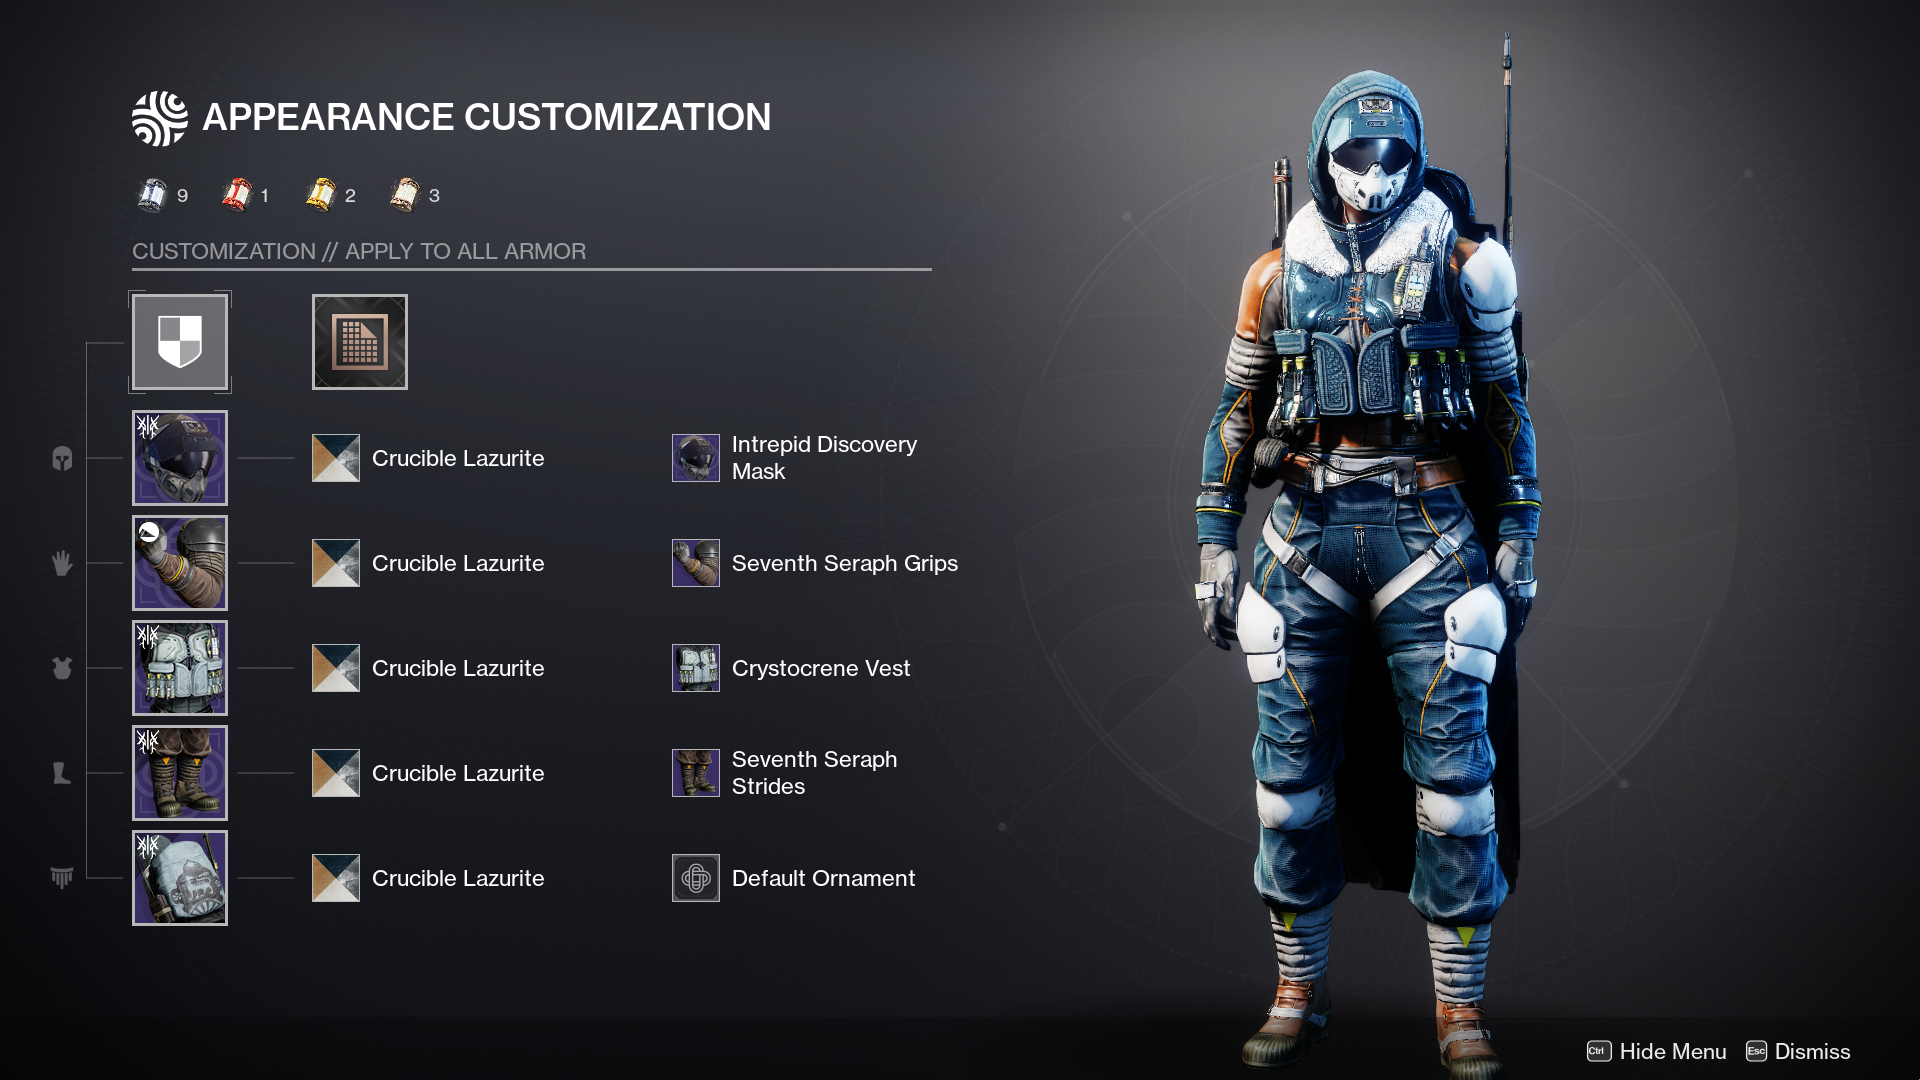 APPEARANCE CUSTOMIZATION
9 1 2 3
CUSTOMIZATION // APPLY TO ALL ARMOR
Crucible Lazurite
Intrepid Discovery
Mask
Crucible Lazurite
Seventh Seraph Grips
Crucible Lazurite
Crystocrene Vest
Crucible Lazurite
Seventh Seraph
Strides
Crucible Lazurite
Default Ornament
Ctrl Hide Menu Esc Dismiss